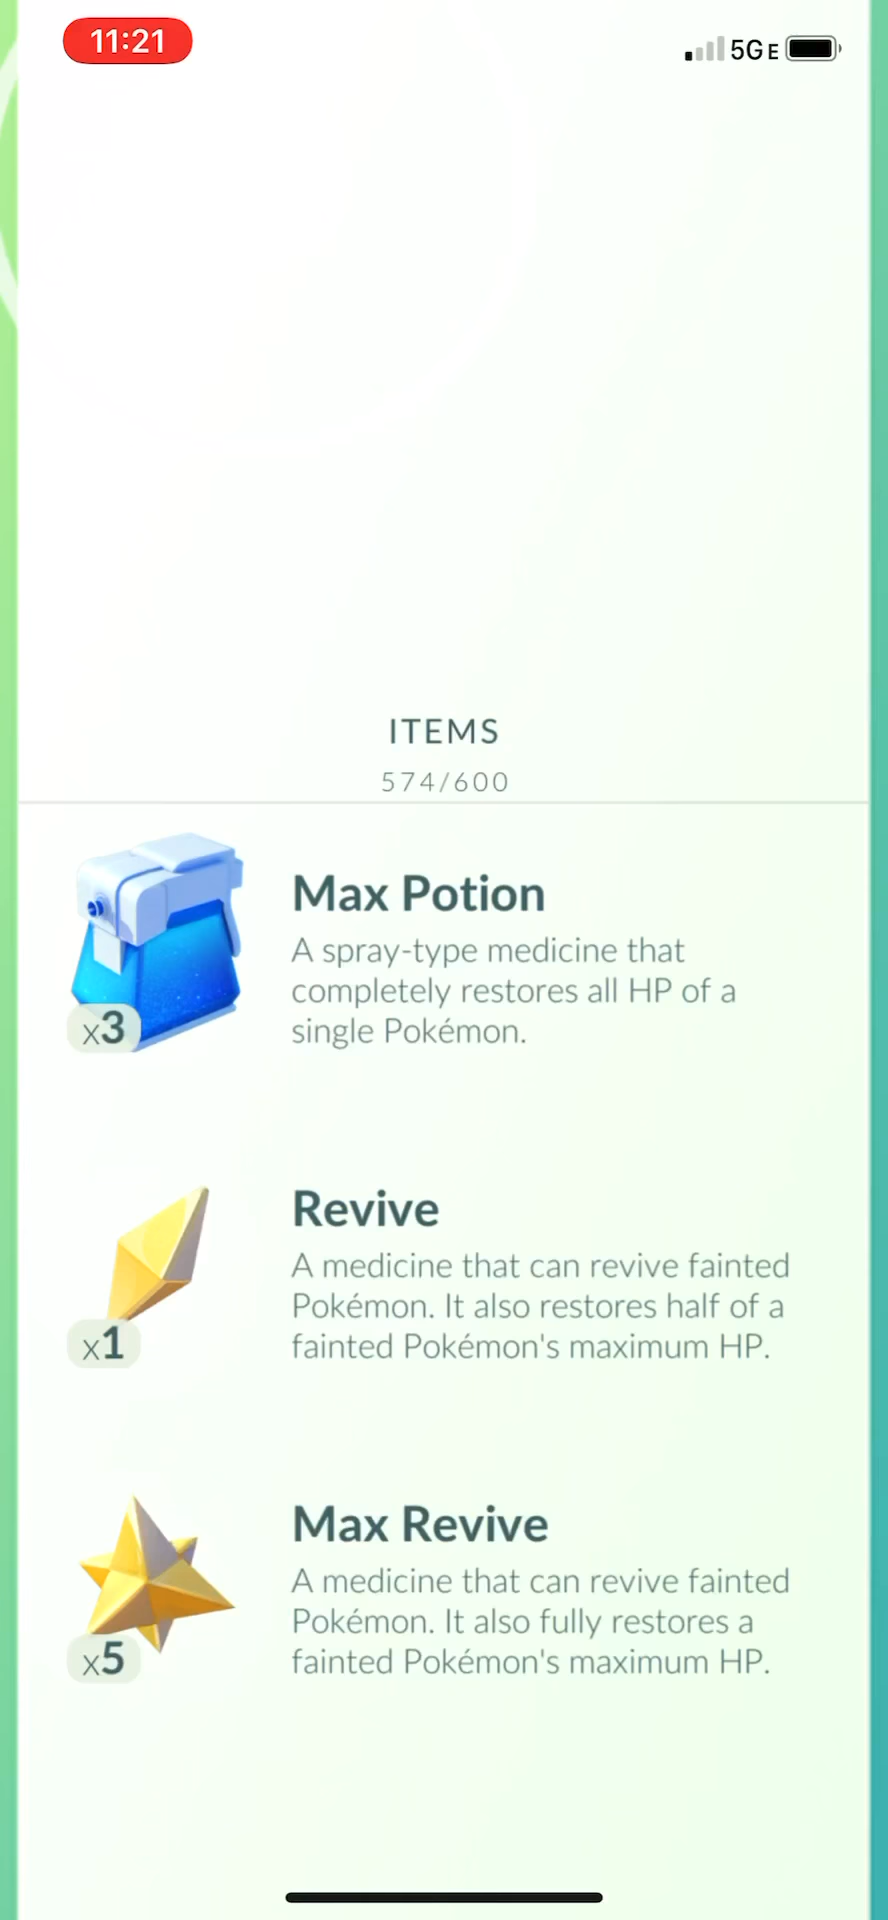 11:21
5G E
ITEMS
574/600
Max Potion
A spray-type medicine that
completely restores all HP of a
single Pokémon.
x3
Revive
A medicine that can revive fainted
Pokémon. It also restores half of a
fainted Pokémon's maximum HP.
x1
Max Revive
A medicine that can revive fainted
Pokémon. It also fully restores a
fainted Pokémon's maximum HP.
x5